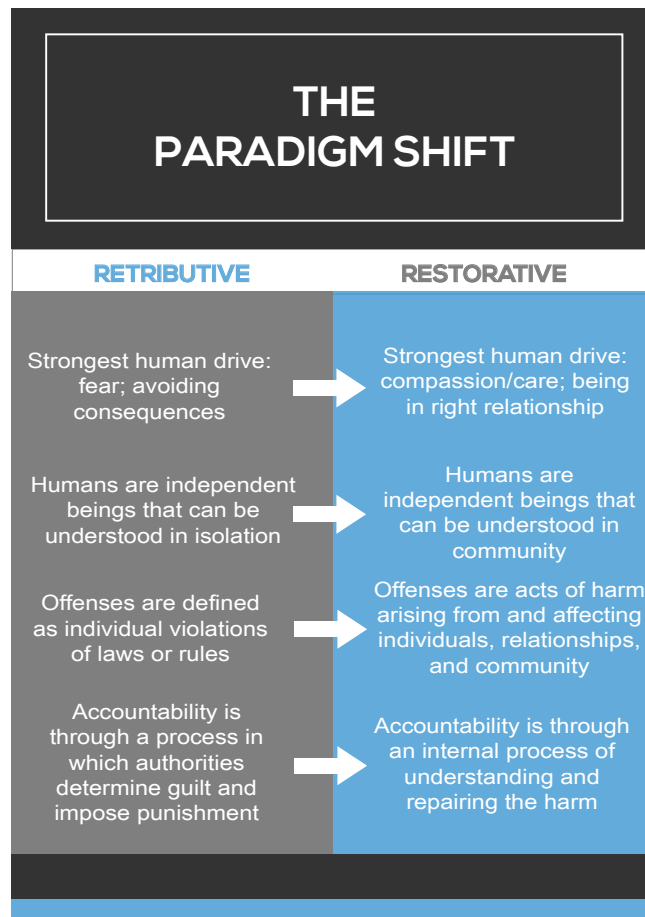 THE
PARADIGM SHIFT
RETRIBUTIVE
RESTORATIVE
Strongest human drive:
fear; avoiding
consequences
Strongest human drive:
compassion/care; being
in right relationship
Humans are independent
beings that can be
understood in isolation
Humans are
independent beings that
can be understood in
community
Offenses are defined
as individual violations
of laws or rules
Offenses are acts of harm
arising from and affecting
individuals, relationships,
and community
Accountability is
through a process in
which authorities
determine guilt and
impose punishment
Accountability is through
an internal process of
understanding and
repairing the harm